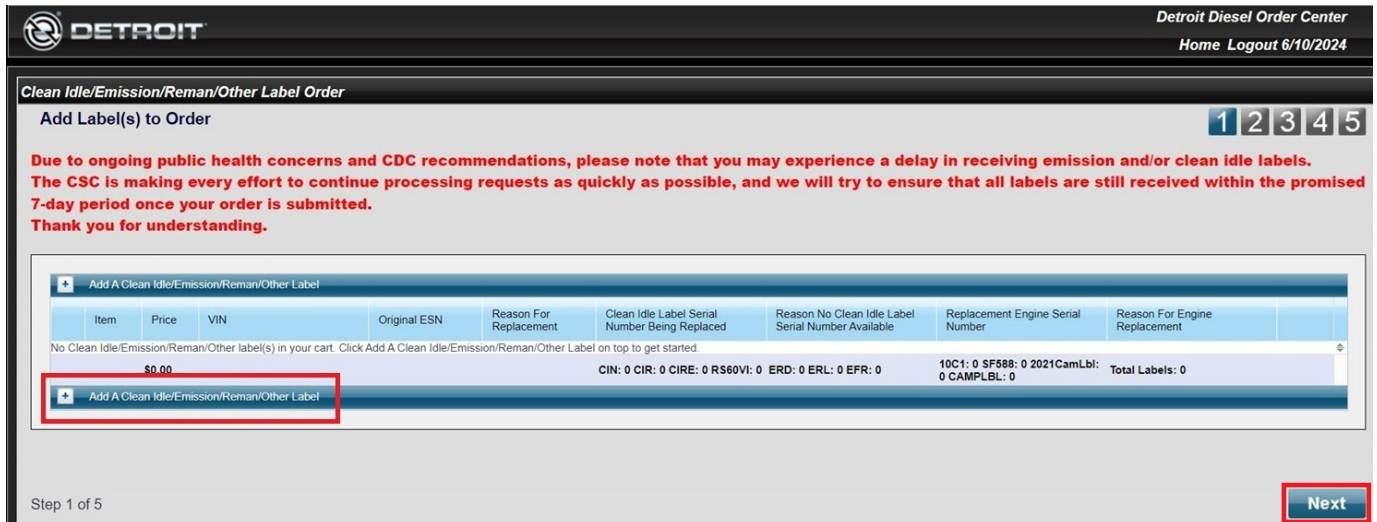 DETROIT
Detroit Diesel Order Center
Home Logout 6/10/2024
Clean Idle/Emission/Reman/Other Label Order
Add Label(s) to Order
1 2 3 4 5
Due to ongoing public health concerns and CDC recommendations, please note that you may experience a delay in receiving emission and/or clean idle labels.
The CSC is making every effort to continue processing requests as quickly as possible, and we will try to ensure that all labels are still received within the promised
7-day period once your order is submitted.
Thank you for understanding.
+ Add A Clean Idle/Emission/Reman/Other Label
Item Price VIN Original ESN Reason For Replacement Clean Idle Label Serial Number Being Replaced Reason No Clean Idle Label Serial Number Available Replacement Engine Serial Number Reason For Engine Replacement
No Clean Idle/Emission/Reman/Other label(s) in your cart. Click Add A Clean Idle/Emission/Reman/Other Label on top to get started.
$0.00 CIN: 0 CIR: 0 CIRE: 0 RS60VI: 0 ERD: 0 ERL: 0 EFR: 0 10C1: 0 SF588: 0 2021CamLbl: 0 CAMPLBL: 0 Total Labels: 0
+ Add A Clean Idle/Emission/Reman/Other Label
Step 1 of 5
Next